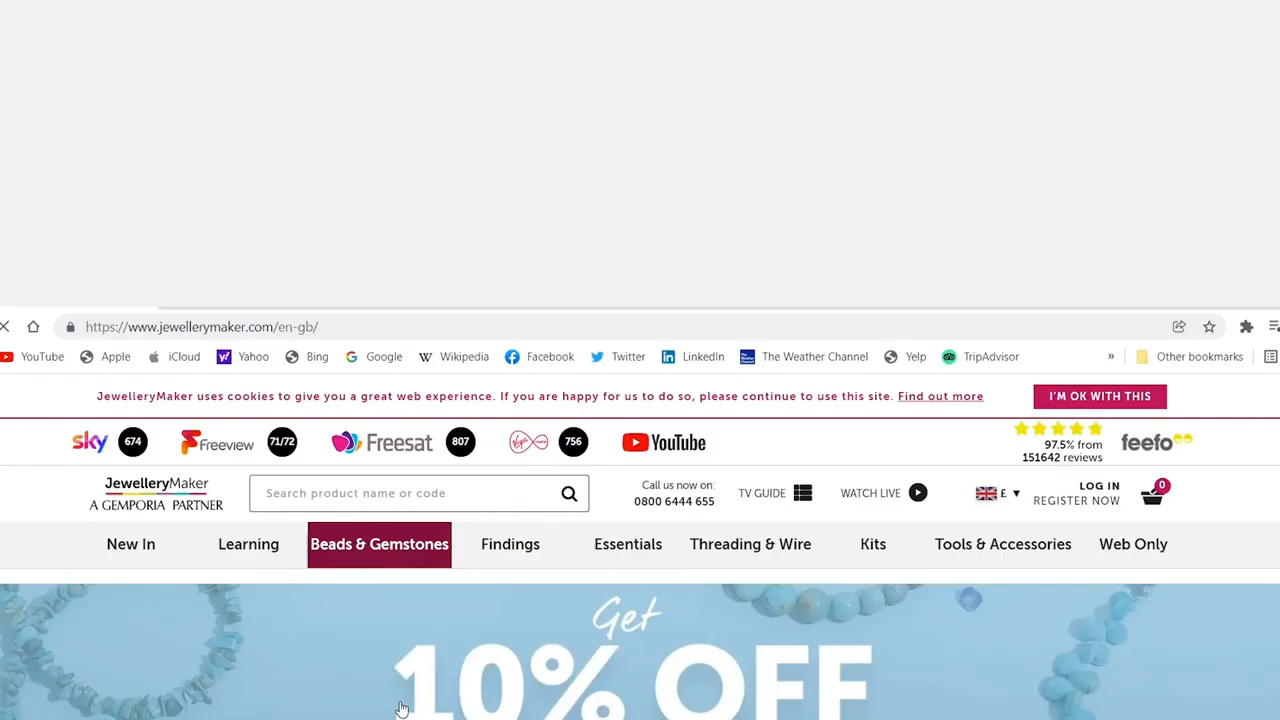 https://www.jewellerymaker.com/en-gb/
YouTube Apple iCloud Yahoo Bing Google Wikipedia Facebook Twitter LinkedIn The Weather Channel Yelp TripAdvisor » Other bookmarks
JewelleryMaker uses cookies to give you a great web experience. If you are happy for us to do so, please continue to use this site. Find out more
I'M OK WITH THIS
sky 674 Freeview 71/72 Freesat 807 756 YouTube
97.5% from
151642 reviews
feefo
JewelleryMaker
A GEMPORIA PARTNER
Search product name or code
Call us now on:
0800 6444 655
TV GUIDE
WATCH LIVE
£
LOG IN
REGISTER NOW
0
New In Learning Beads & Gemstones Findings Essentials Threading & Wire Kits Tools & Accessories Web Only
Get
10% OFF